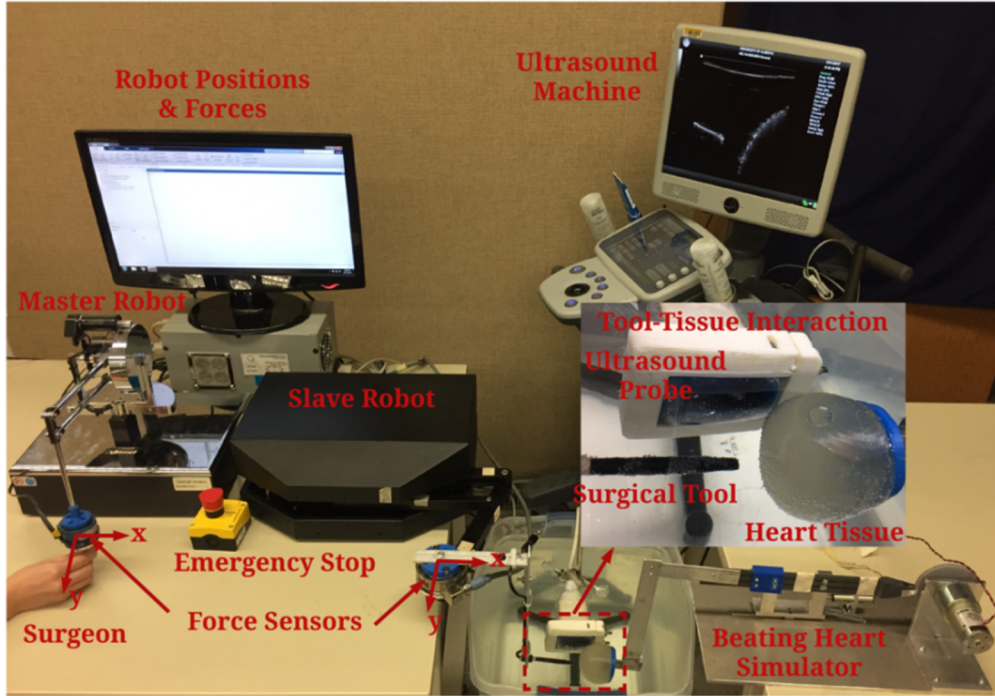 Robot Positions
& Forces
Ultrasound
Machine
Master Robot
Tool-Tissue Interaction
Ultrasound
Probe
Slave Robot
Surgical Tool
Heart Tissue
x
Emergency Stop
x
y
Force Sensors
y
Surgeon
Beating Heart
Simulator